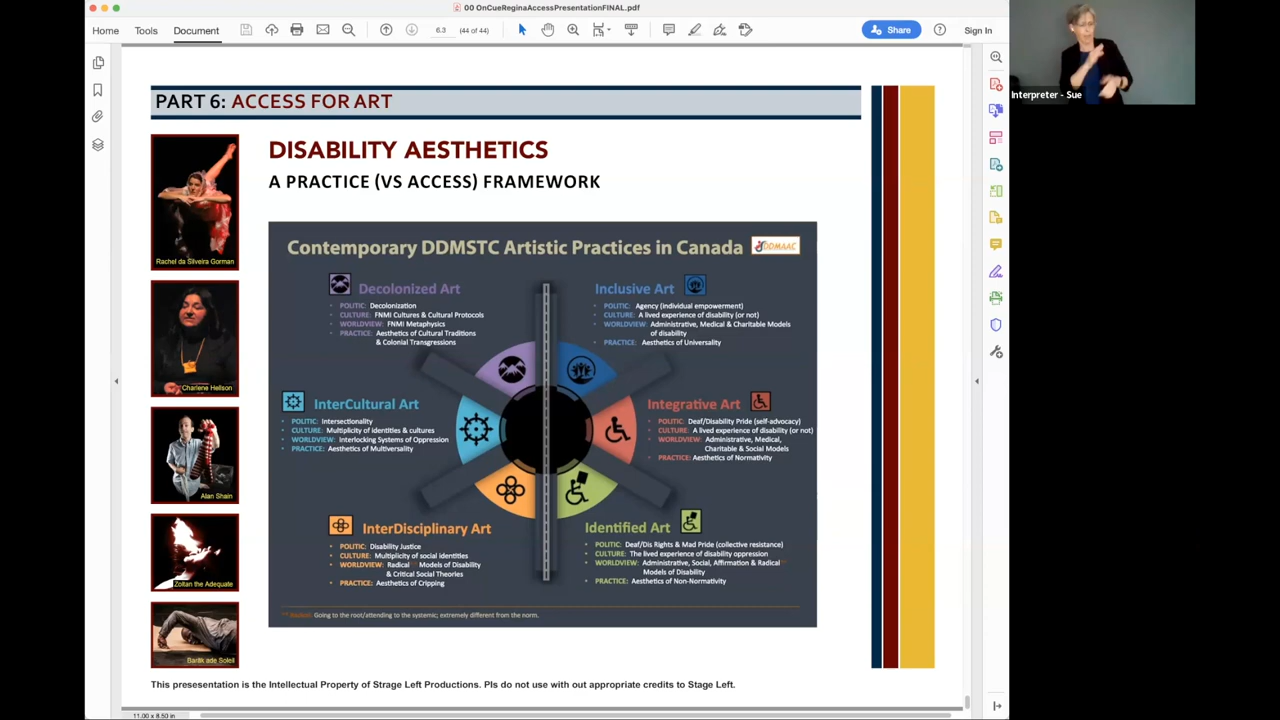 00 OnCueReginaAccessPresentationFINAL.pdf
Home Tools Document 6.3 (44 of 44) Share Sign In
Interpreter - Sue
PART 6: ACCESS FOR ART
DISABILITY AESTHETICS
A PRACTICE (VS ACCESS) FRAMEWORK
Rachel da Silveira Gorman
Charlene Hellson
Alan Shain
Zoltan the Adequate
Barak ade Soleil
Contemporary DDMSTC Artistic Practices in Canada
DDMAAC
Decolonized Art
POLITIC: Decolonization
CULTURE: FNMI Cultures & Cultural Protocols
WORLDVIEW: FNMI Metaphysics
PRACTICE: Aesthetics of Cultural Traditions
& Colonial Transgressions
Inclusive Art
POLITIC: Agency (individual empowerment)
CULTURE: A lived experience of disability (or not)
WORLDVIEW: Administrative, Medical & Charitable Models
of disability
PRACTICE: Aesthetics of Universality
InterCultural Art
POLITIC: Intersectionality
CULTURE: Multiplicity of identities & cultures
WORLDVIEW: Interlocking Systems of Oppression
PRACTICE: Aesthetics of Multiversality
Integrative Art
POLITIC: Deaf/Disability Pride (self-advocacy)
CULTURE: A lived experience of disability (or not)
WORLDVIEW: Administrative, Medical,
Charitable & Social Models
PRACTICE: Aesthetics of Normativity
InterDisciplinary Art
POLITIC: Disability Justice
CULTURE: Multiplicity of social identities
WORLDVIEW: Radical Models of Disability
& Critical Social Theories
PRACTICE: Aesthetics of Cripping
Identified Art
POLITIC: Deaf/Dis Rights & Mad Pride (collective resistance)
CULTURE: The lived experience of disability oppression
WORLDVIEW: Administrative, Social, Affirmation & Radical
Models of Disability
PRACTICE: Aesthetics of Non-Normativity
Going to the root/attending to the systemic; extremely different from the norm.
This presesentation is the Intellectual Property of Strage Left Productions. Pls do not use with out appropriate credits to Stage Left.
11.00 x 8.50 in